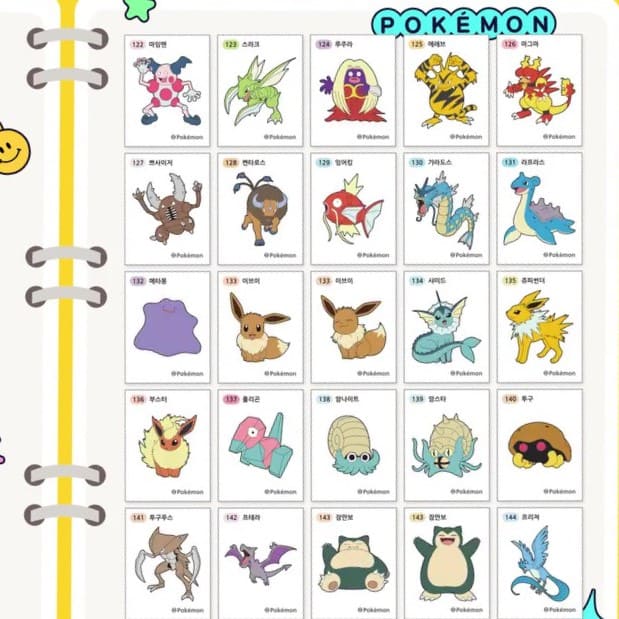 POKÉMON
122 마임맨
123 스라크
124 루주라
125 에레브
126 마그마
©Pokémon
©Pokémon
©Pokémon
©Pokémon
©Pokémon
127 쁘사이저
128 켄타로스
129 잉어킹
130 갸라도스
131 라프라스
©Pokémon
©Pokémon
©Pokémon
©Pokémon
©Pokémon
132 메타몽
133 이브이
133 이브이
134 샤미드
135 쥬피썬더
©Pokémon
©Pokémon
©Pokémon
©Pokémon
©Pokémon
136 부스터
137 폴리곤
138 암나이트
139 암스타
140 투구
©Pokémon
©Pokémon
©Pokémon
©Pokémon
©Pokémon
141 투구푸스
142 프테라
143 잠만보
143 잠만보
144 프리져
©Pokémon
©Pokémon
©Pokémon
©Pokémon
©Pokémon